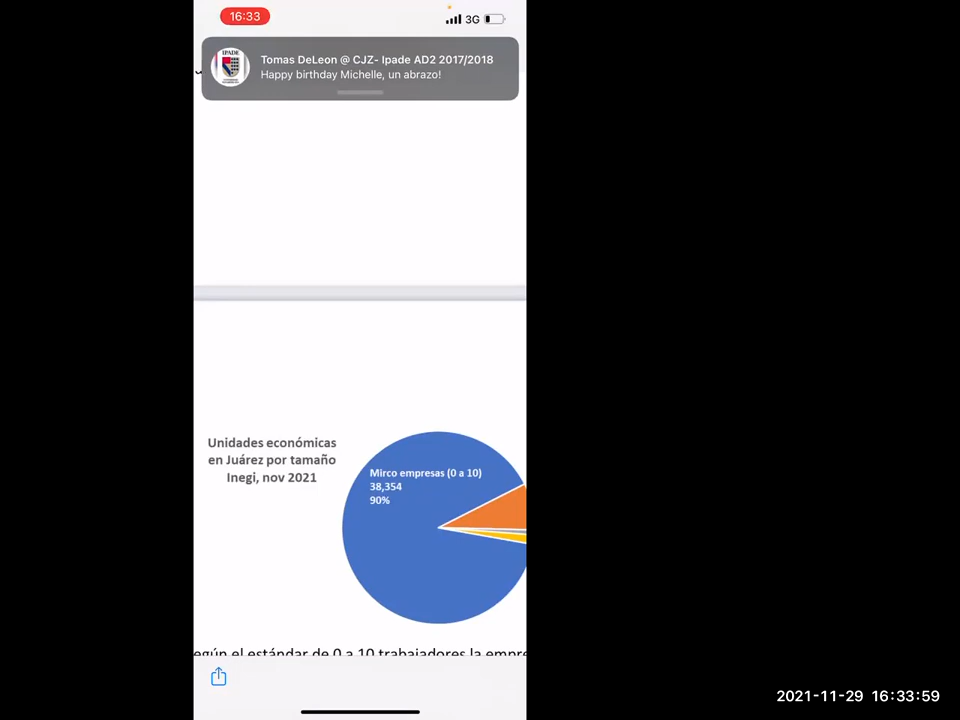 16:33
3G
IPADE
Tomas DeLeon @ CJZ- Ipade AD2 2017/2018
Happy birthday Michelle, un abrazo!
Unidades económicas
en Juárez por tamaño
Inegi, nov 2021
Mirco empresas (0 a 10)
38,354
90%
egún el estándar de 0 a 10 trabajadores la empre
2021-11-29 16:33:59